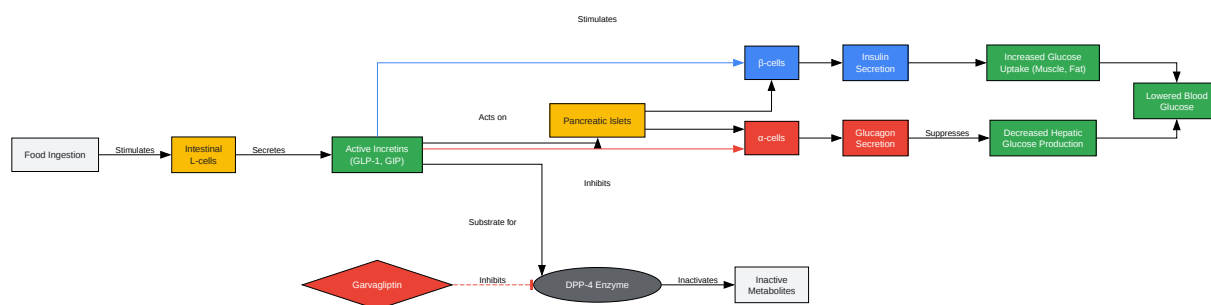 Stimulates
β-cells
Insulin
Secretion
Increased Glucose
Uptake (Muscle, Fat)
Lowered Blood
Glucose
Acts on
Pancreatic Islets
Food Ingestion
Stimulates
Intestinal
L-cells
Secretes
Active Incretins
(GLP-1, GIP)
α-cells
Glucagon
Secretion
Suppresses
Decreased Hepatic
Glucose Production
Inhibits
Substrate for
Garvagliptin
Inhibits
DPP-4 Enzyme
Inactivates
Inactive
Metabolites